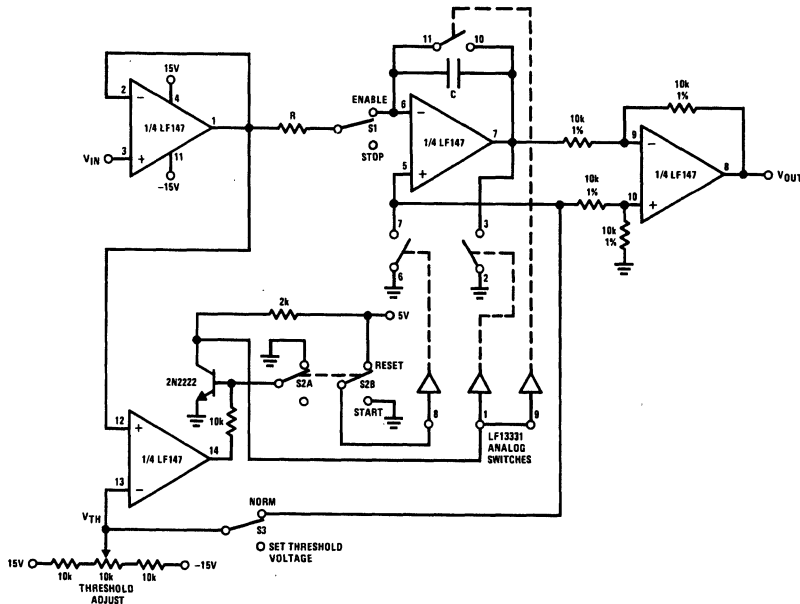 15V
2
4
1/4 LF147
1
VIN
3
11
-15V
R
ENABLE
S1
STOP
11
10
C
6
1/4 LF147
7
5
10k
1%
10k
1%
9
1/4 LF147
8
VOUT
10k
1%
10
10k
1%
7
6
3
2
2k
5V
RESET
2N2222
S2A
S2B
START
10k
8
1
9
LF13331
ANALOG
SWITCHES
12
1/4 LF147
14
13
VTH
NORM
S3
SET THRESHOLD
VOLTAGE
15V
10k
10k
10k
-15V
THRESHOLD
ADJUST